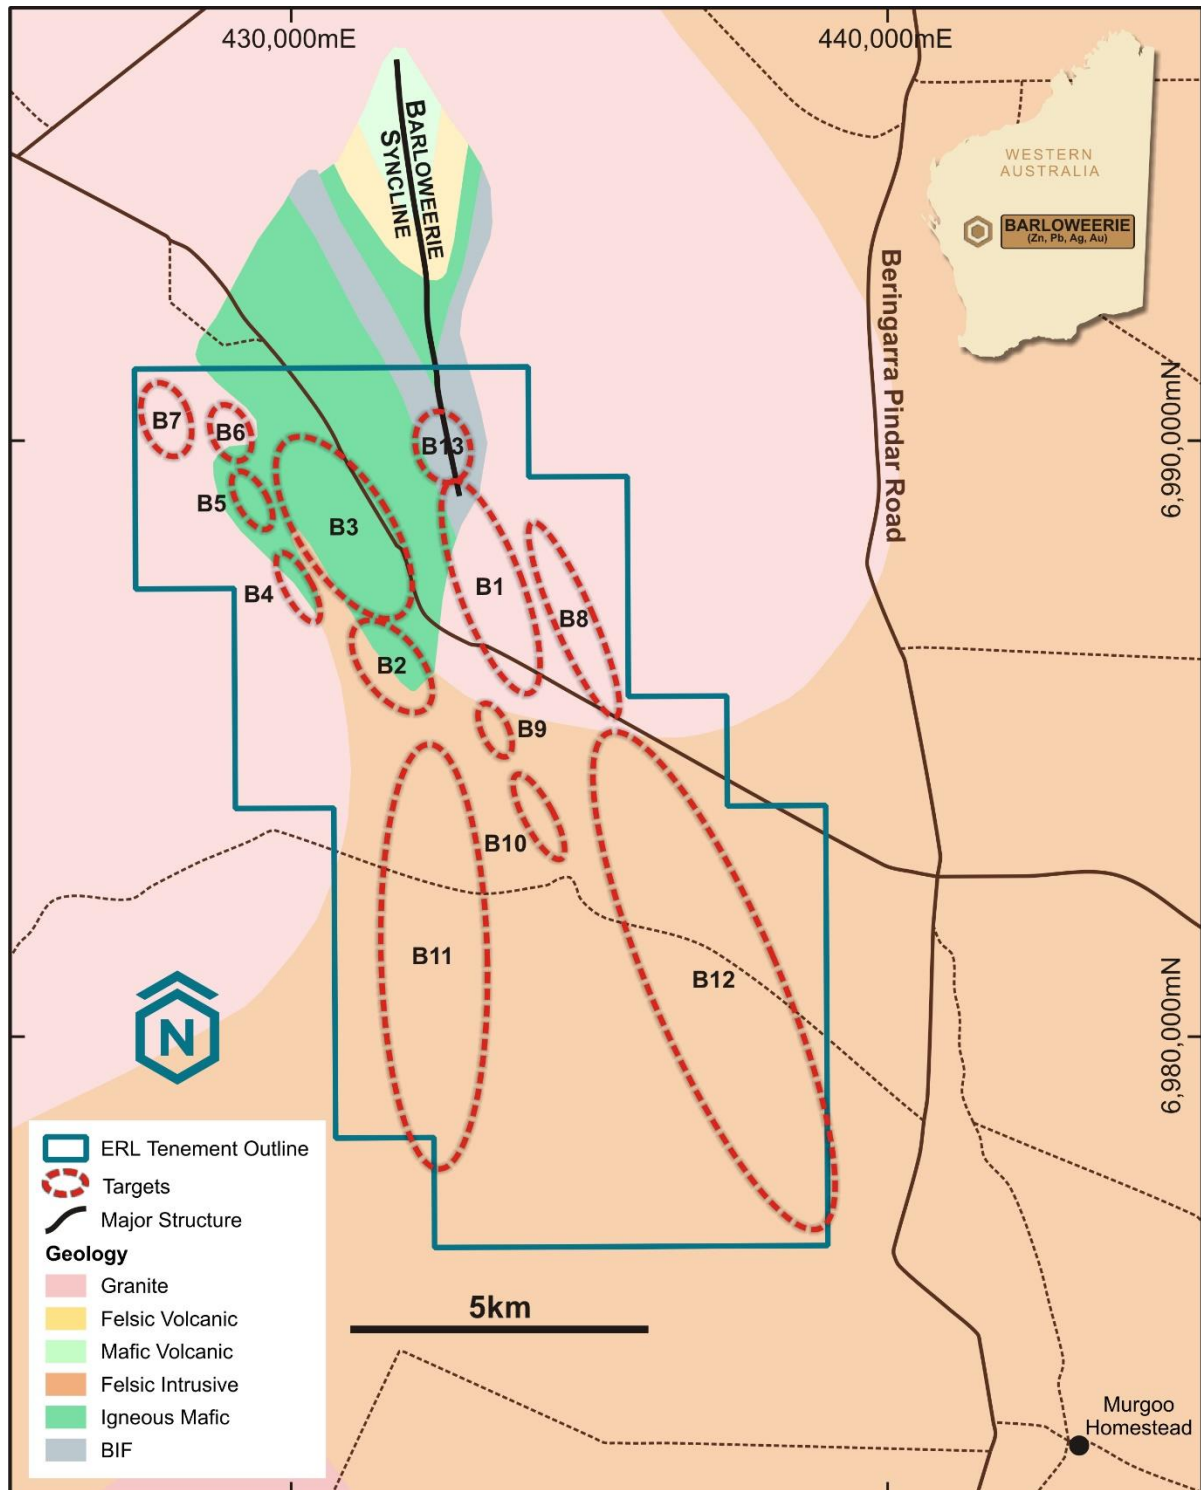 430,000mE
440,000mE
BARLOWEERIE
SYNCLINE
WESTERN
AUSTRALIA
BARLOWEERIE
(Zn, Pb, Ag, Au)
Beringarra Pindar Road
6,990,000mN
B7
B6
B13
B5
B3
B4
B1
B8
B2
B9
B10
B11
B12
6,980,000mN
N
ERL Tenement Outline
Targets
Major Structure
Geology
Granite
Felsic Volcanic
Mafic Volcanic
Felsic Intrusive
Igneous Mafic
BIF
5km
Murgoo
Homestead